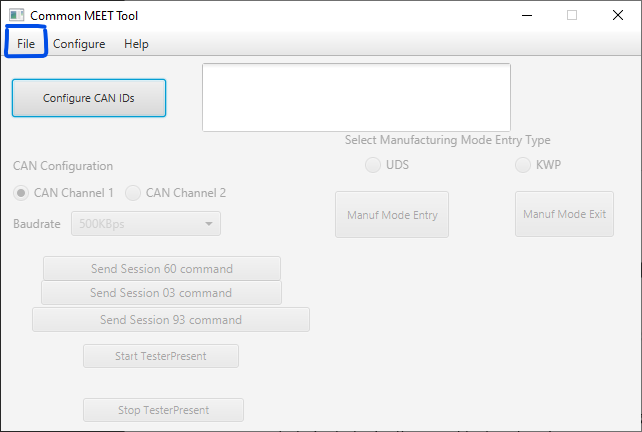 Common MEET Tool
File Configure Help
Configure CAN IDs
Select Manufacturing Mode Entry Type
CAN Configuration
UDS KWP
CAN Channel 1 CAN Channel 2
Manuf Mode Entry Manuf Mode Exit
Baudrate 500KBps
Send Session 60 command
Send Session 03 command
Send Session 93 command
Start TesterPresent
Stop TesterPresent